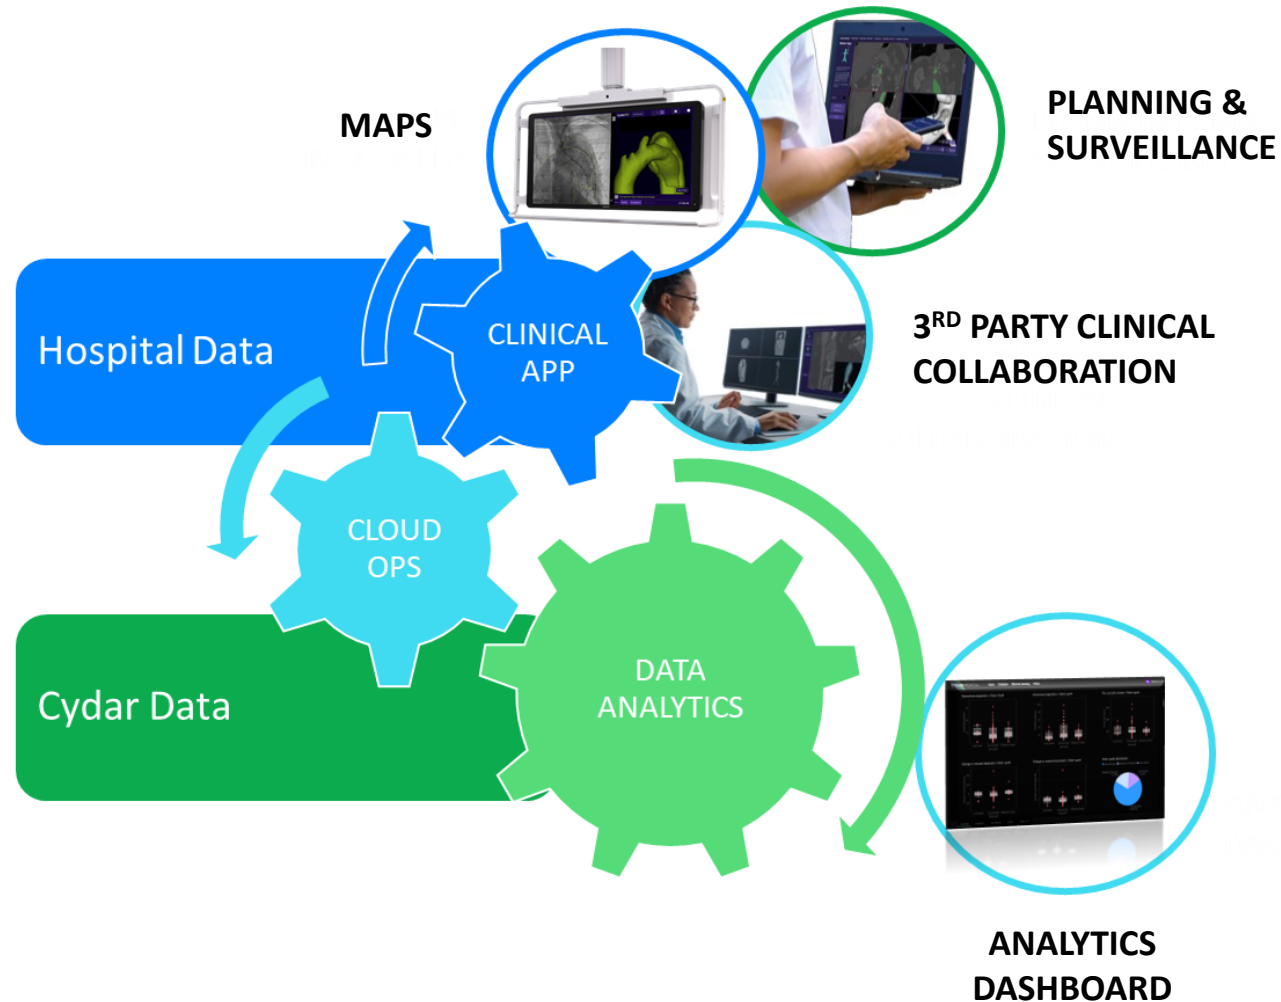 MAPS
PLANNING &
SURVEILLANCE
Hospital Data
CLINICAL
APP
3RD PARTY CLINICAL
COLLABORATION
CLOUD
OPS
Cydar Data
DATA
ANALYTICS
ANALYTICS
DASHBOARD